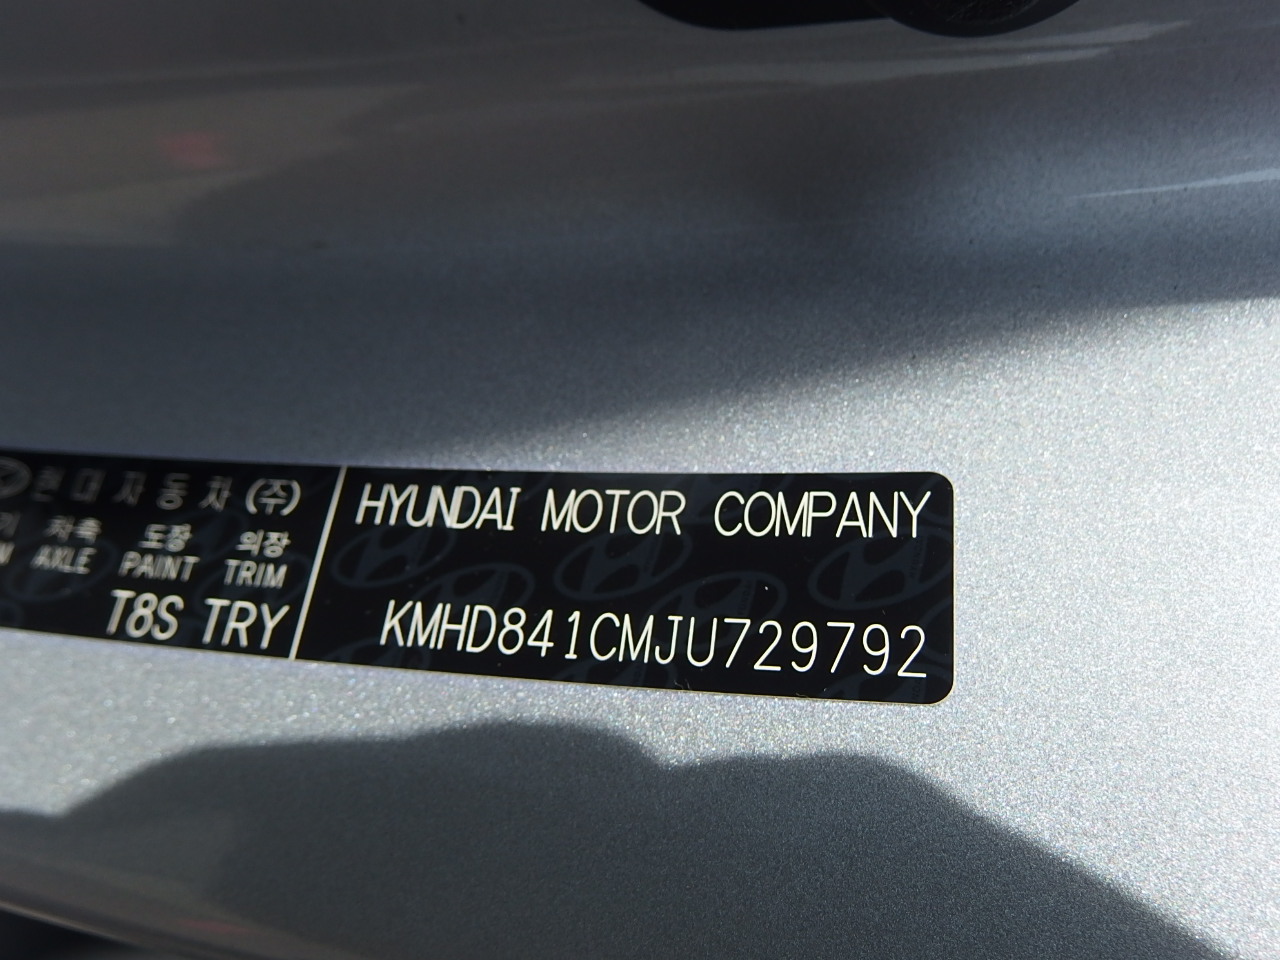 현대자동차(주)
차축 도장 의장
AXLE PAINT TRIM
T8S TRY
HYUNDAI MOTOR COMPANY
KMHD841CMJU729792